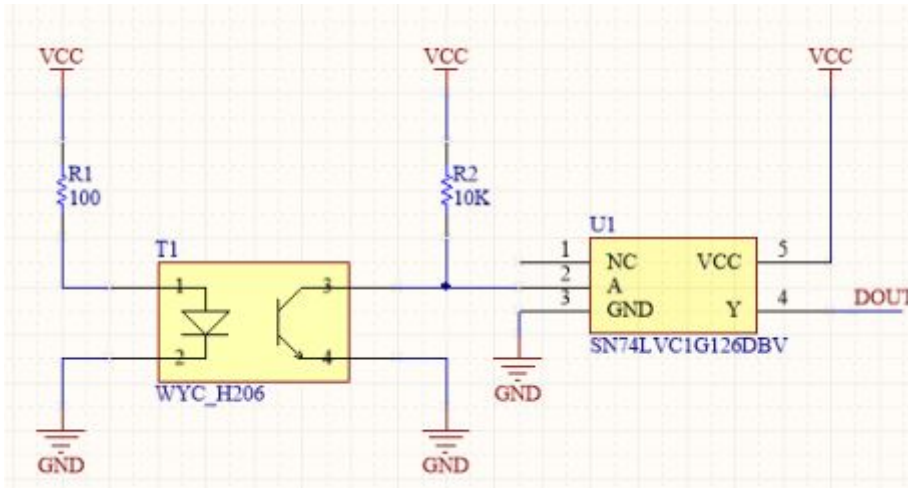 VCC
VCC
VCC
R1
100
R2
10K
T1
U1
1
3
2
4
WYC_H206
1
NC
VCC
5
2
A
3
GND
Y
4
DOUT
SN74LVC1G126DBV
GND
GND
GND